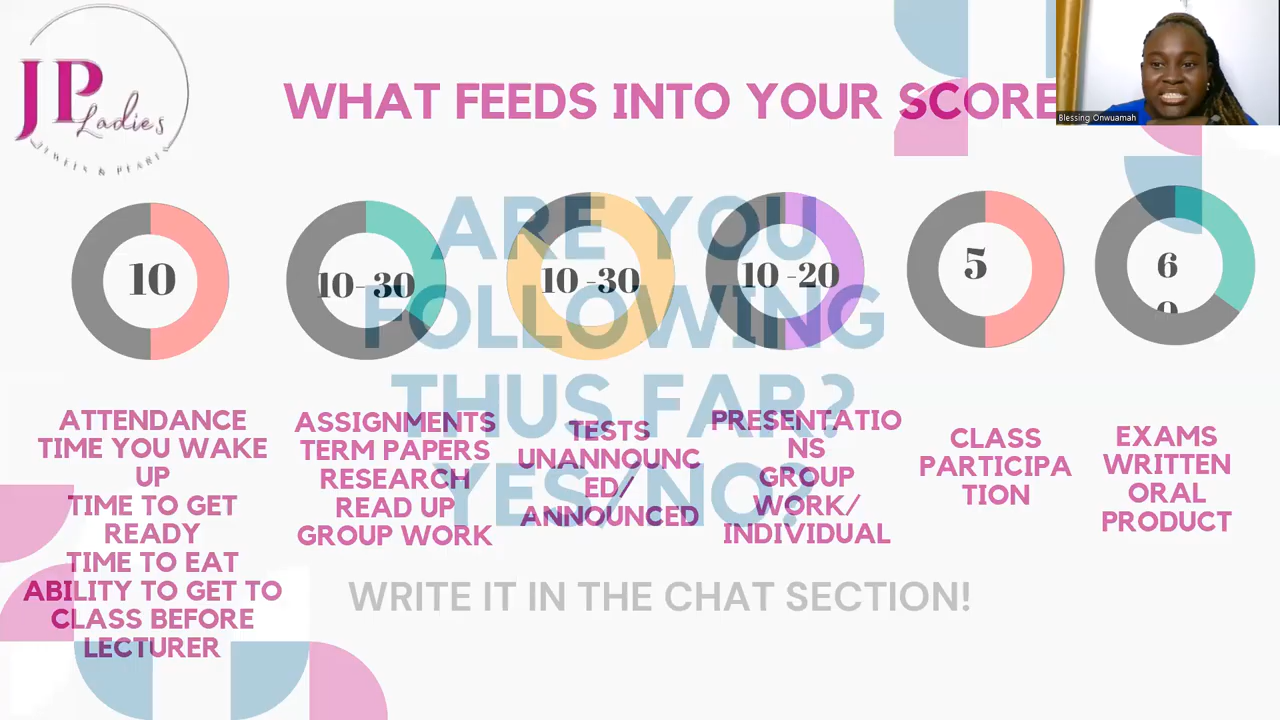 JP
Ladies
JEWELS & PEARLS
WHAT FEEDS INTO YOUR SCORE
Blessing Onwuamah
ARE YOU
FOLLOWING
THUS FAR?
YES/NO?
10
10- 30
10 -30
10 -20
5
6
0
ATTENDANCE
TIME YOU WAKE
UP
TIME TO GET
READY
TIME TO EAT
ABILITY TO GET TO
CLASS BEFORE
LECTURER
ASSIGNMENTS
TERM PAPERS
RESEARCH
READ UP
GROUP WORK
TESTS
UNANNOUNC
ED/
ANNOUNCED
PRESENTATIO
NS
GROUP
WORK/
INDIVIDUAL
CLASS
PARTICIPA
TION
EXAMS
WRITTEN
ORAL
PRODUCT
WRITE IT IN THE CHAT SECTION!